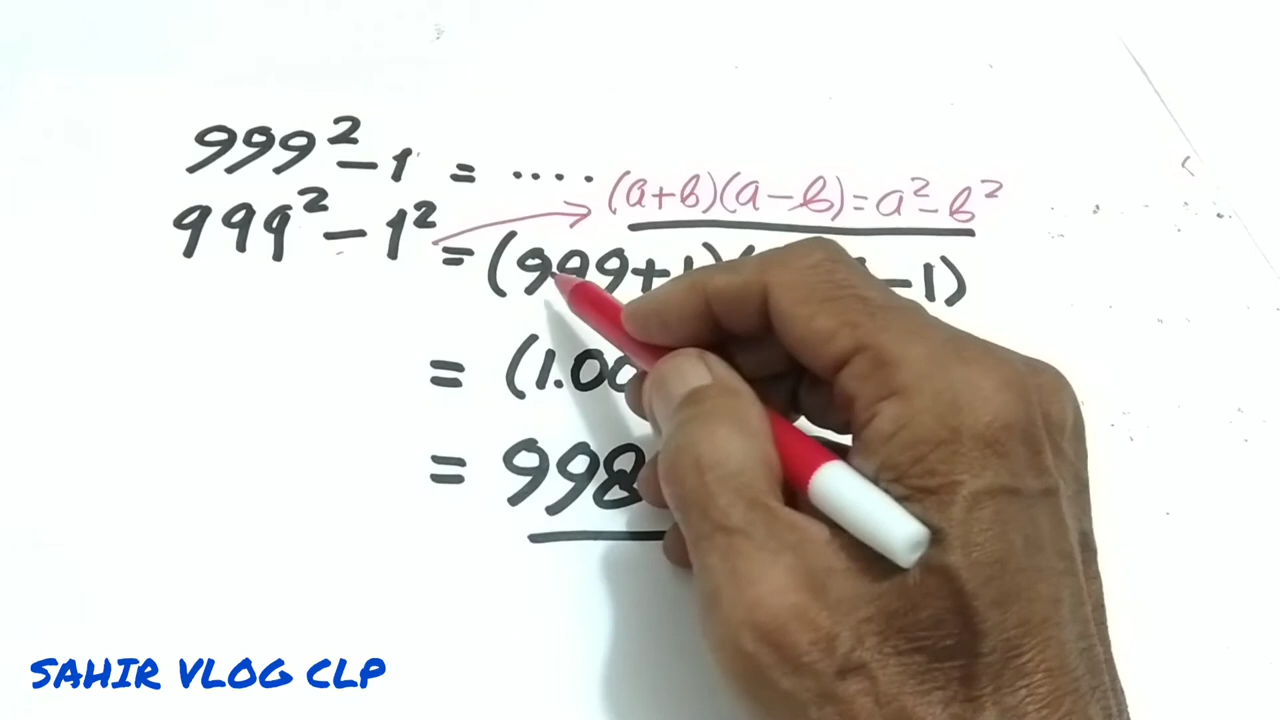 999² - 1 = ....
(a+b)(a-b) = a² - b²
999² - 1² = (999 + 1)( - 1)
= (1.00
= 998
SAHIR VLOG CLP